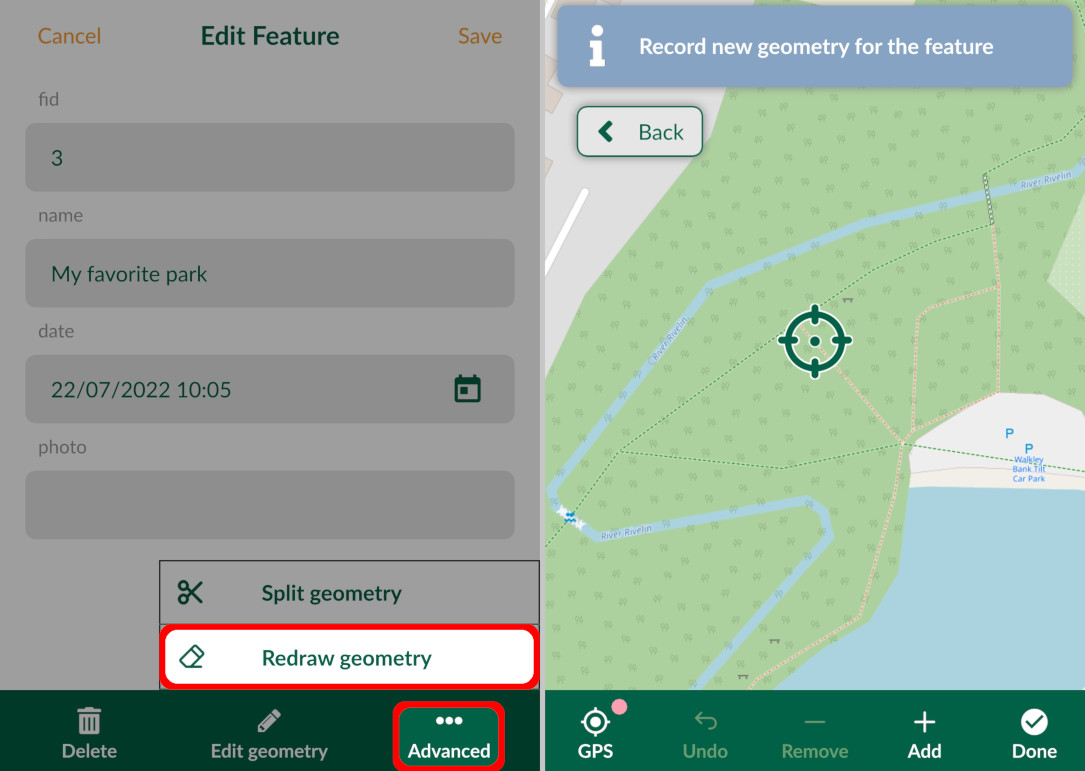 Cancel
Edit Feature
Save
fid
3
name
My favorite park
date
22/07/2022 10:05
photo
Split geometry
Redraw geometry
Delete
Edit geometry
Advanced
Record new geometry for the feature
Back
River Rivelin
River Rivelin
River Rivelin
P
P
Walkley
Bank Tilt
Car Park
GPS
Undo
Remove
Add
Done